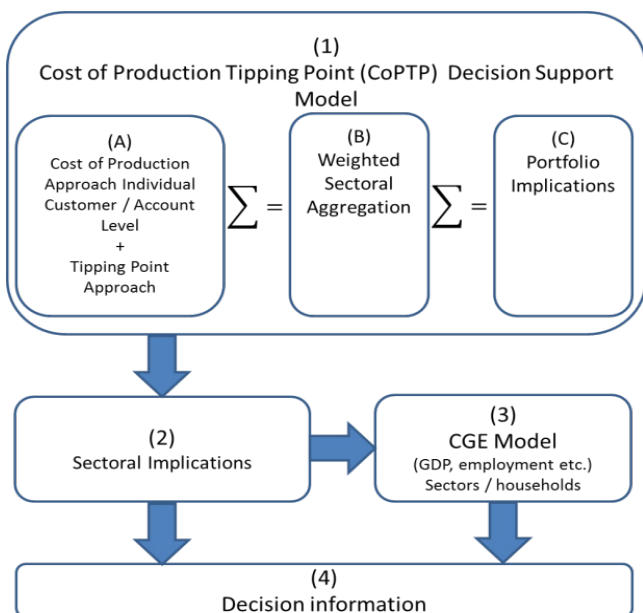 (1)
Cost of Production Tipping Point (CoPTP) Decision Support
Model
(A)
Cost of Production
Approach Individual
Customer / Account
Level
+
Tipping Point
Approach
∑ =
(B)
Weighted
Sectoral
Aggregation
∑ =
(C)
Portfolio
Implications
(2)
Sectoral Implications
(3)
CGE Model
(GDP, employment etc.)
Sectors / households
(4)
Decision information